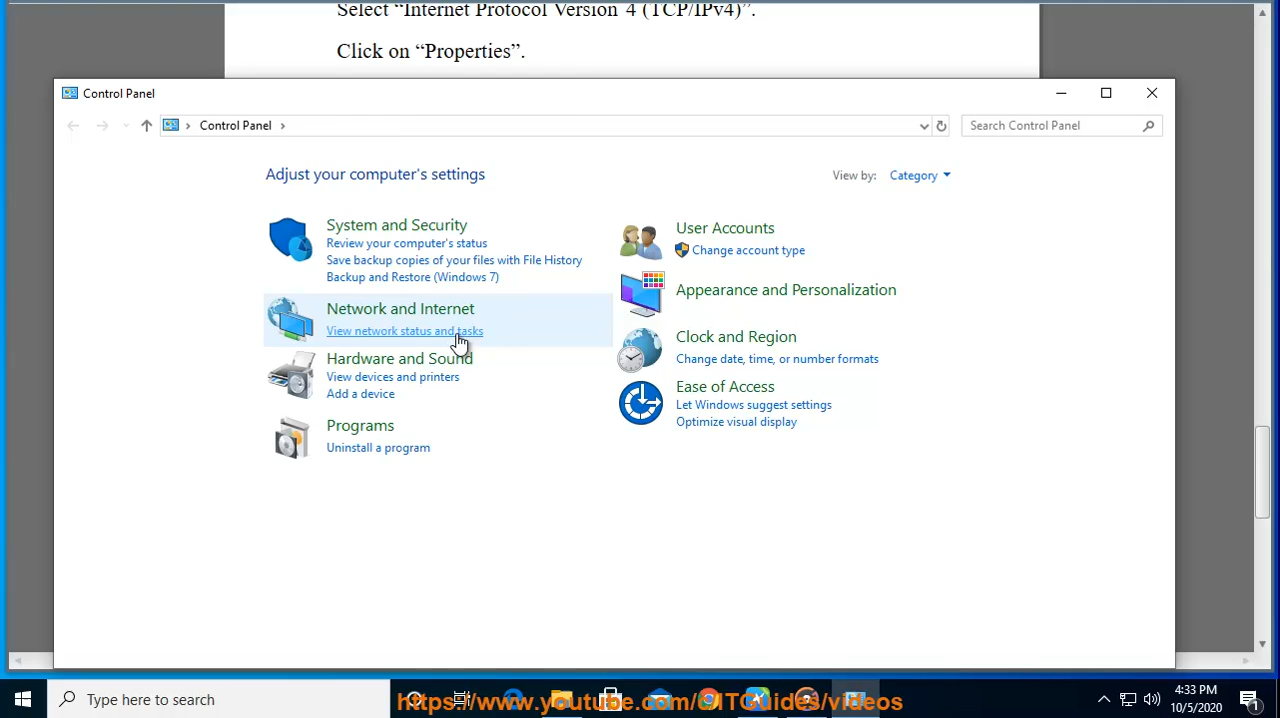 Select “Internet Protocol Version 4 (TCP/IPv4)”.
Click on “Properties”.
Control Panel
Control Panel
Search Control Panel
Adjust your computer's settings
View by: Category
System and Security
Review your computer's status
Save backup copies of your files with File History
Backup and Restore (Windows 7)
Network and Internet
View network status and tasks
Hardware and Sound
View devices and printers
Add a device
Programs
Uninstall a program
User Accounts
Change account type
Appearance and Personalization
Clock and Region
Change date, time, or number formats
Ease of Access
Let Windows suggest settings
Optimize visual display
Type here to search
https://www.youtube.com/@ITGuides/videos
4:33 PM
10/5/2020
1